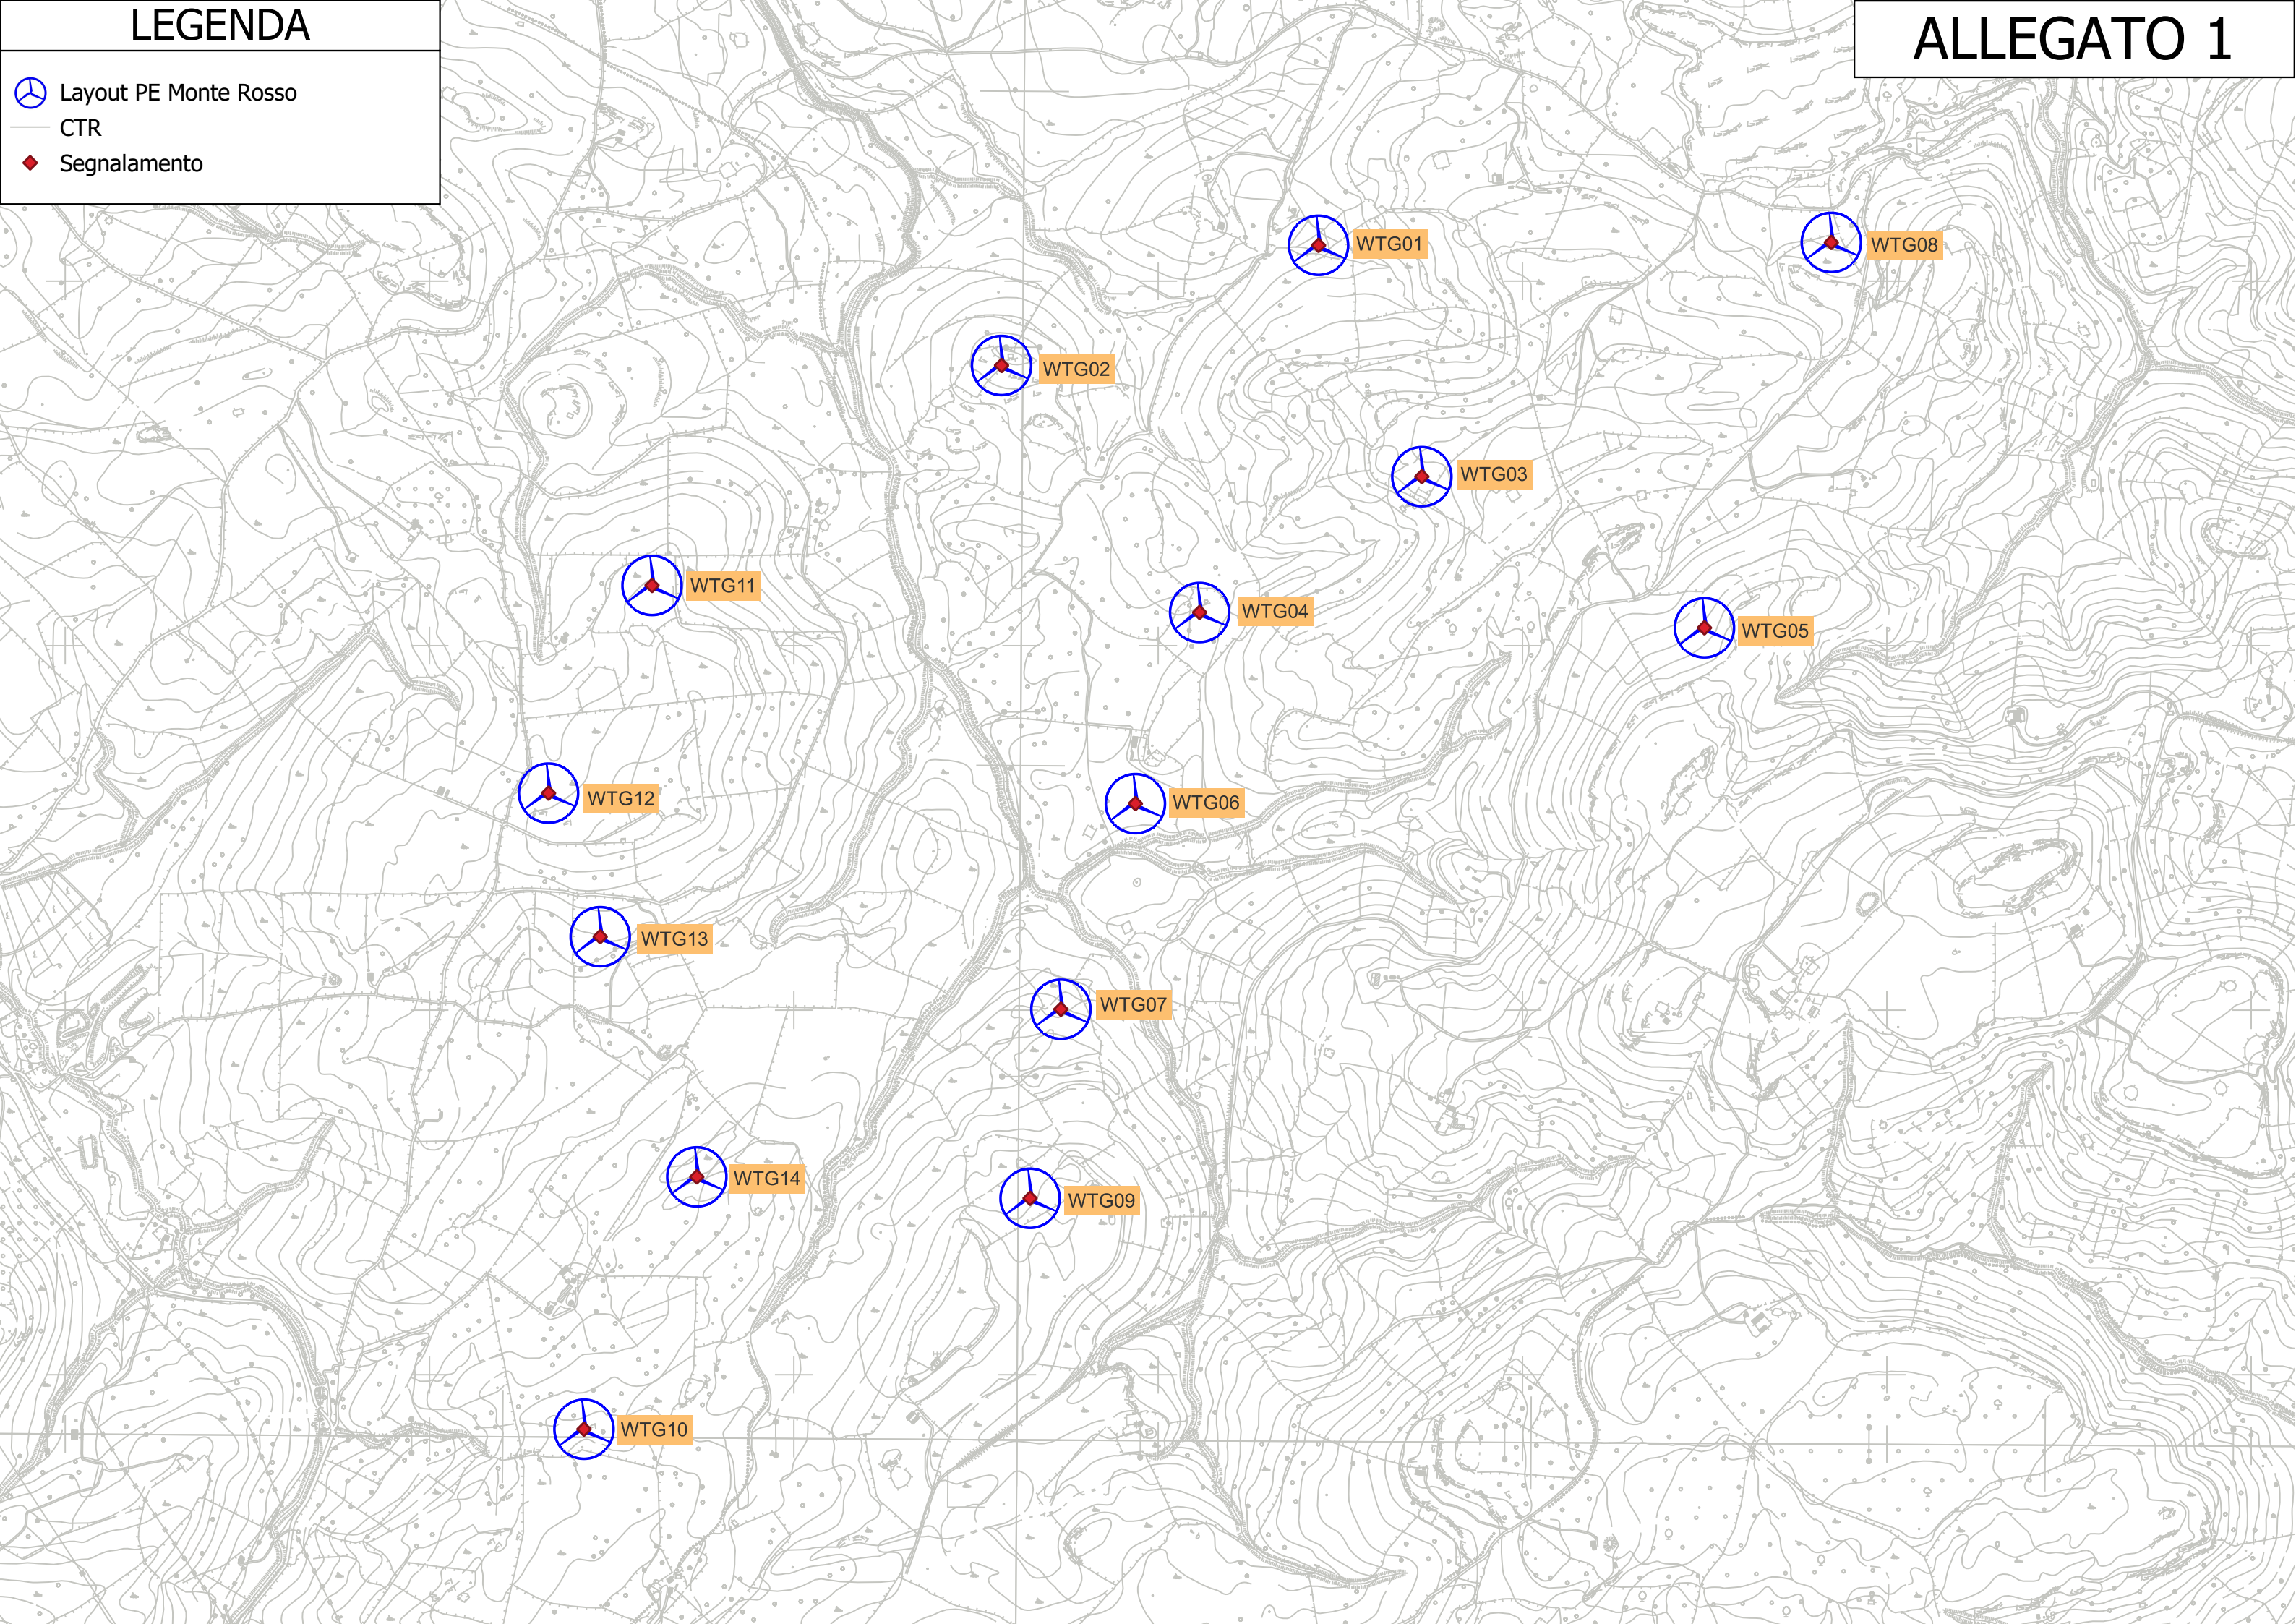 LEGENDA
Layout PE Monte Rosso
CTR
Segnalamento
ALLEGATO 1
WTG01
WTG08
WTG02
WTG03
WTG11
WTG04
WTG05
WTG12
WTG06
WTG13
WTG07
WTG14
WTG09
WTG10